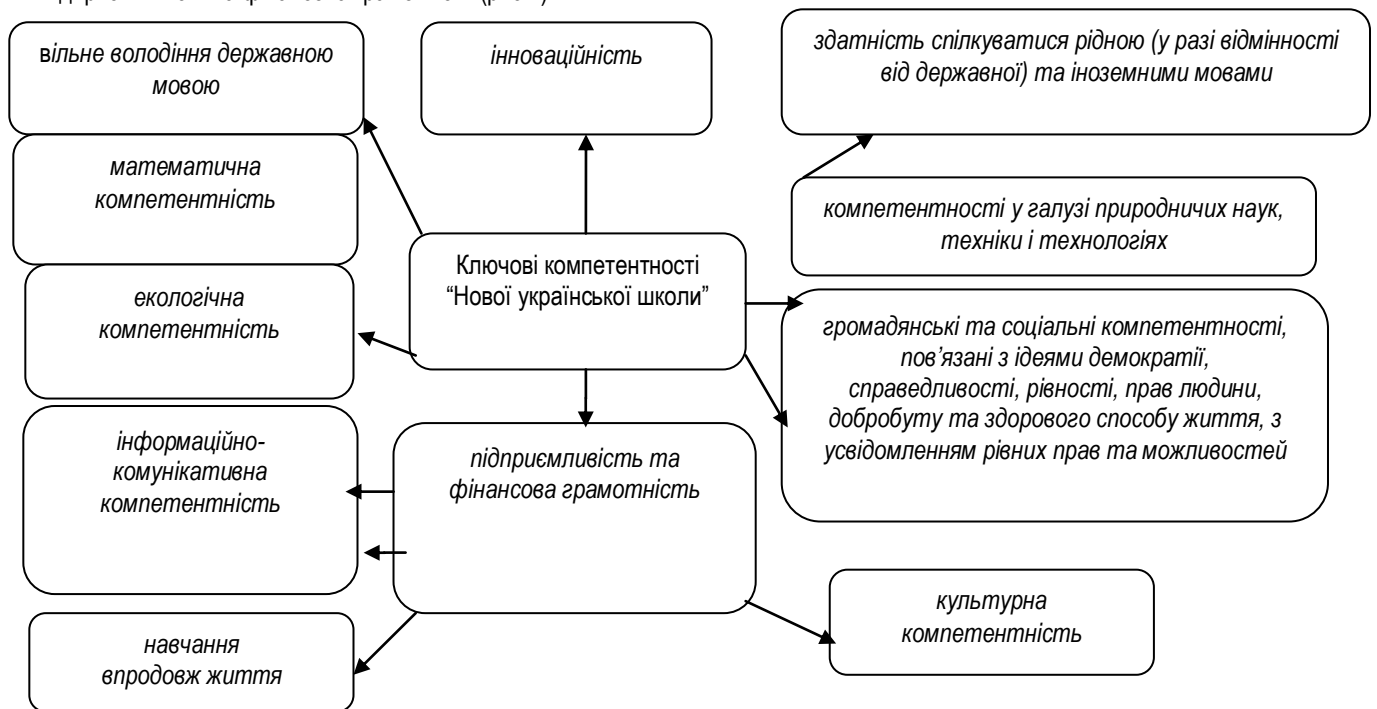 вільне володіння державною
мовою
інноваційність
здатність спілкуватися рідною (у разі відмінності
від державної) та іноземними мовами
математична
компетентність
компетентності у галузі природничих наук,
техніки і технологіях
Ключові компетентності
“Нової української школи”
екологічна
компетентність
громадянські та соціальні компетентності,
пов’язані з ідеями демократії,
справедливості, рівності, прав людини,
добробуту та здорового способу життя, з
усвідомленням рівних прав та можливостей
інформаційно-
комунікативна
компетентність
підприємливість та
фінансова грамотність
культурна
компетентність
навчання
впродовж життя